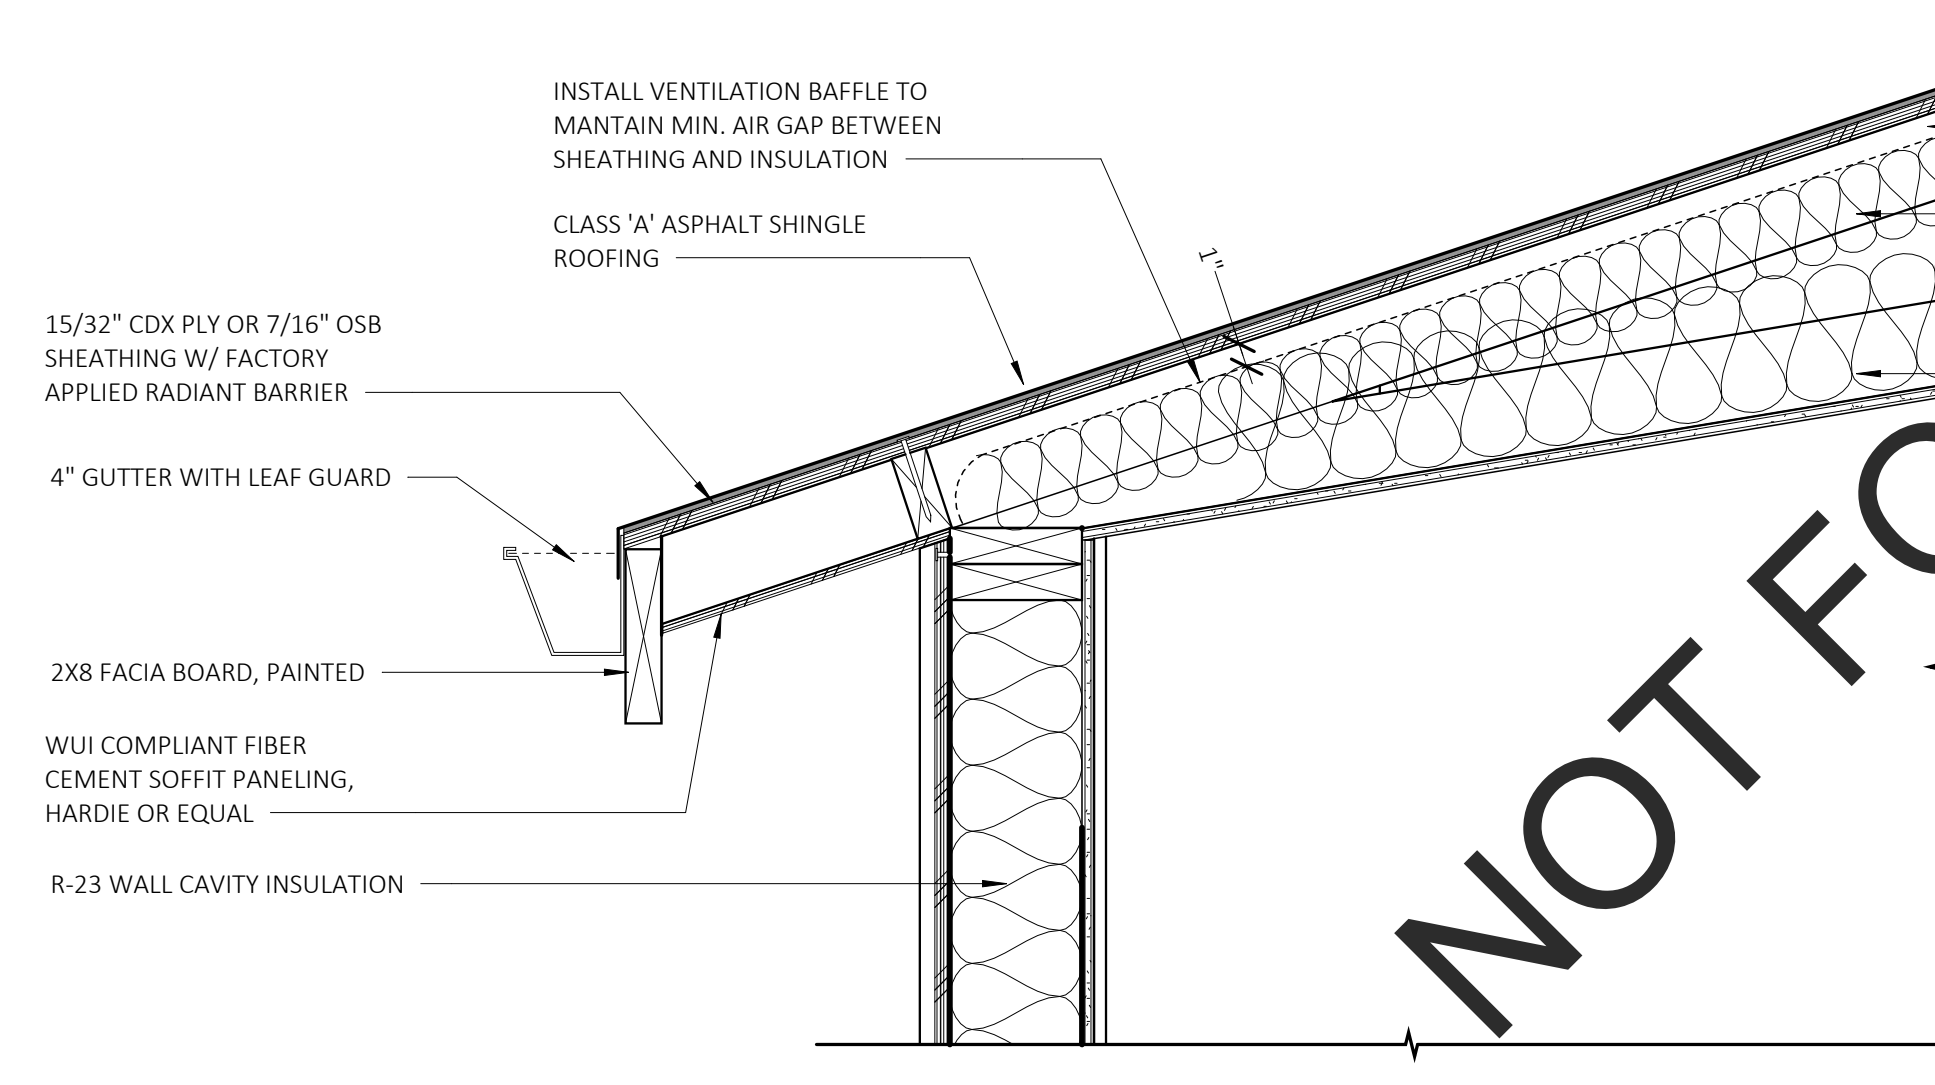 INSTALL VENTILATION BAFFLE TO
MANTAIN MIN. AIR GAP BETWEEN
SHEATHING AND INSULATION
CLASS 'A' ASPHALT SHINGLE
ROOFING
1"
15/32" CDX PLY OR 7/16" OSB
SHEATHING W/ FACTORY
APPLIED RADIANT BARRIER
4" GUTTER WITH LEAF GUARD
2X8 FACIA BOARD, PAINTED
WUI COMPLIANT FIBER
CEMENT SOFFIT PANELING,
HARDIE OR EQUAL
R-23 WALL CAVITY INSULATION
NOT FO